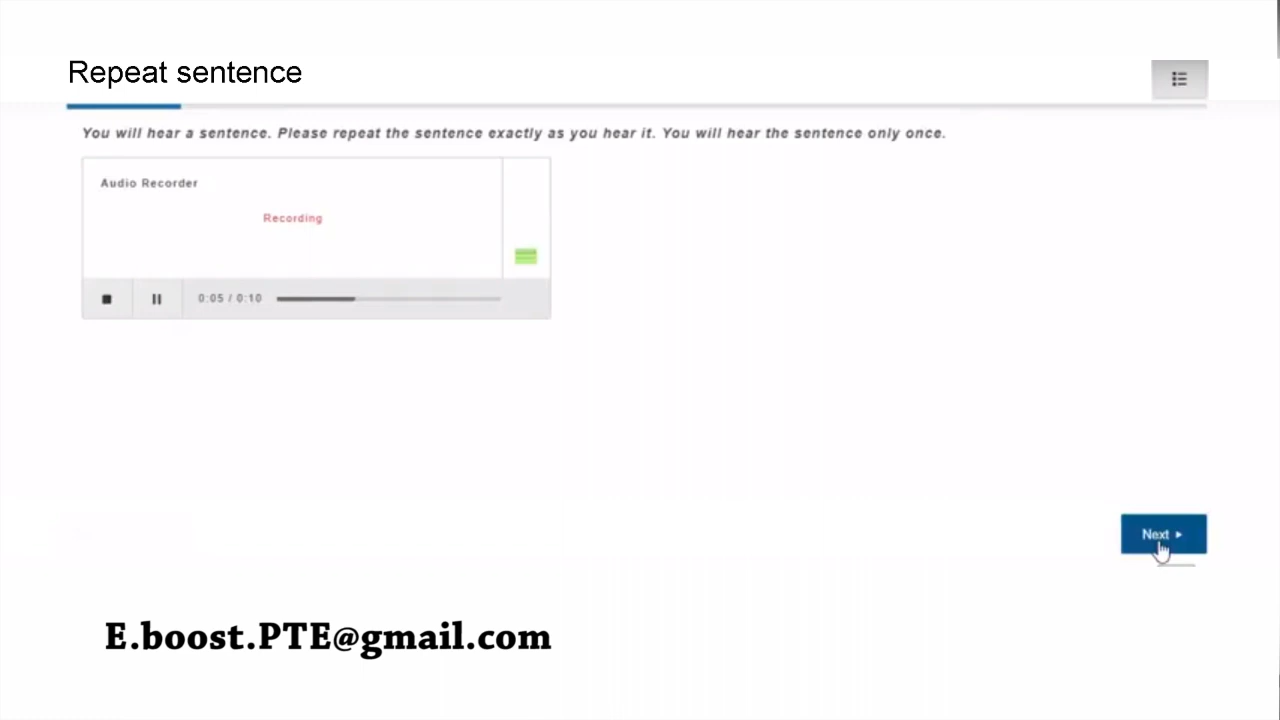 Repeat sentence
You will hear a sentence. Please repeat the sentence exactly as you hear it. You will hear the sentence only once.
Audio Recorder
Recording
0:05 / 0:10
Next
E.boost.PTE@gmail.com